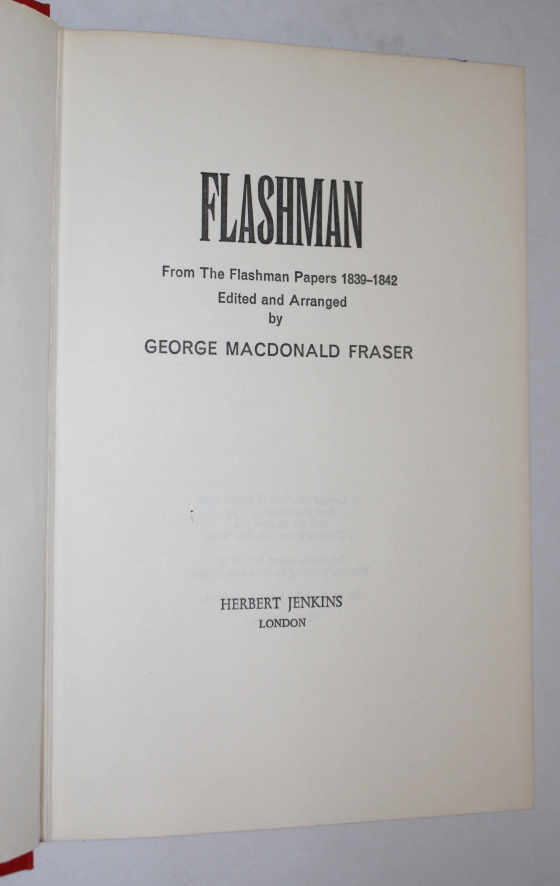 FLASHMAN
From The Flashman Papers 1839–1842
Edited and Arranged
by
GEORGE MACDONALD FRASER
HERBERT JENKINS
LONDON